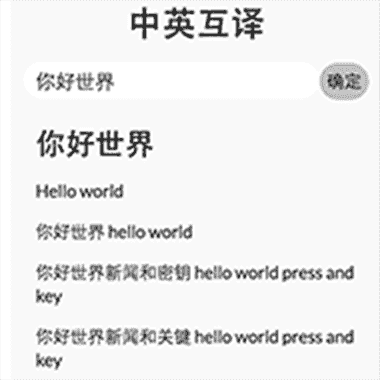 中英互译
你好世界 确定
你好世界
Hello world
你好世界 hello world
你好世界新闻和密钥 hello world press and
key
你好世界新闻和关键 hello world press and
key